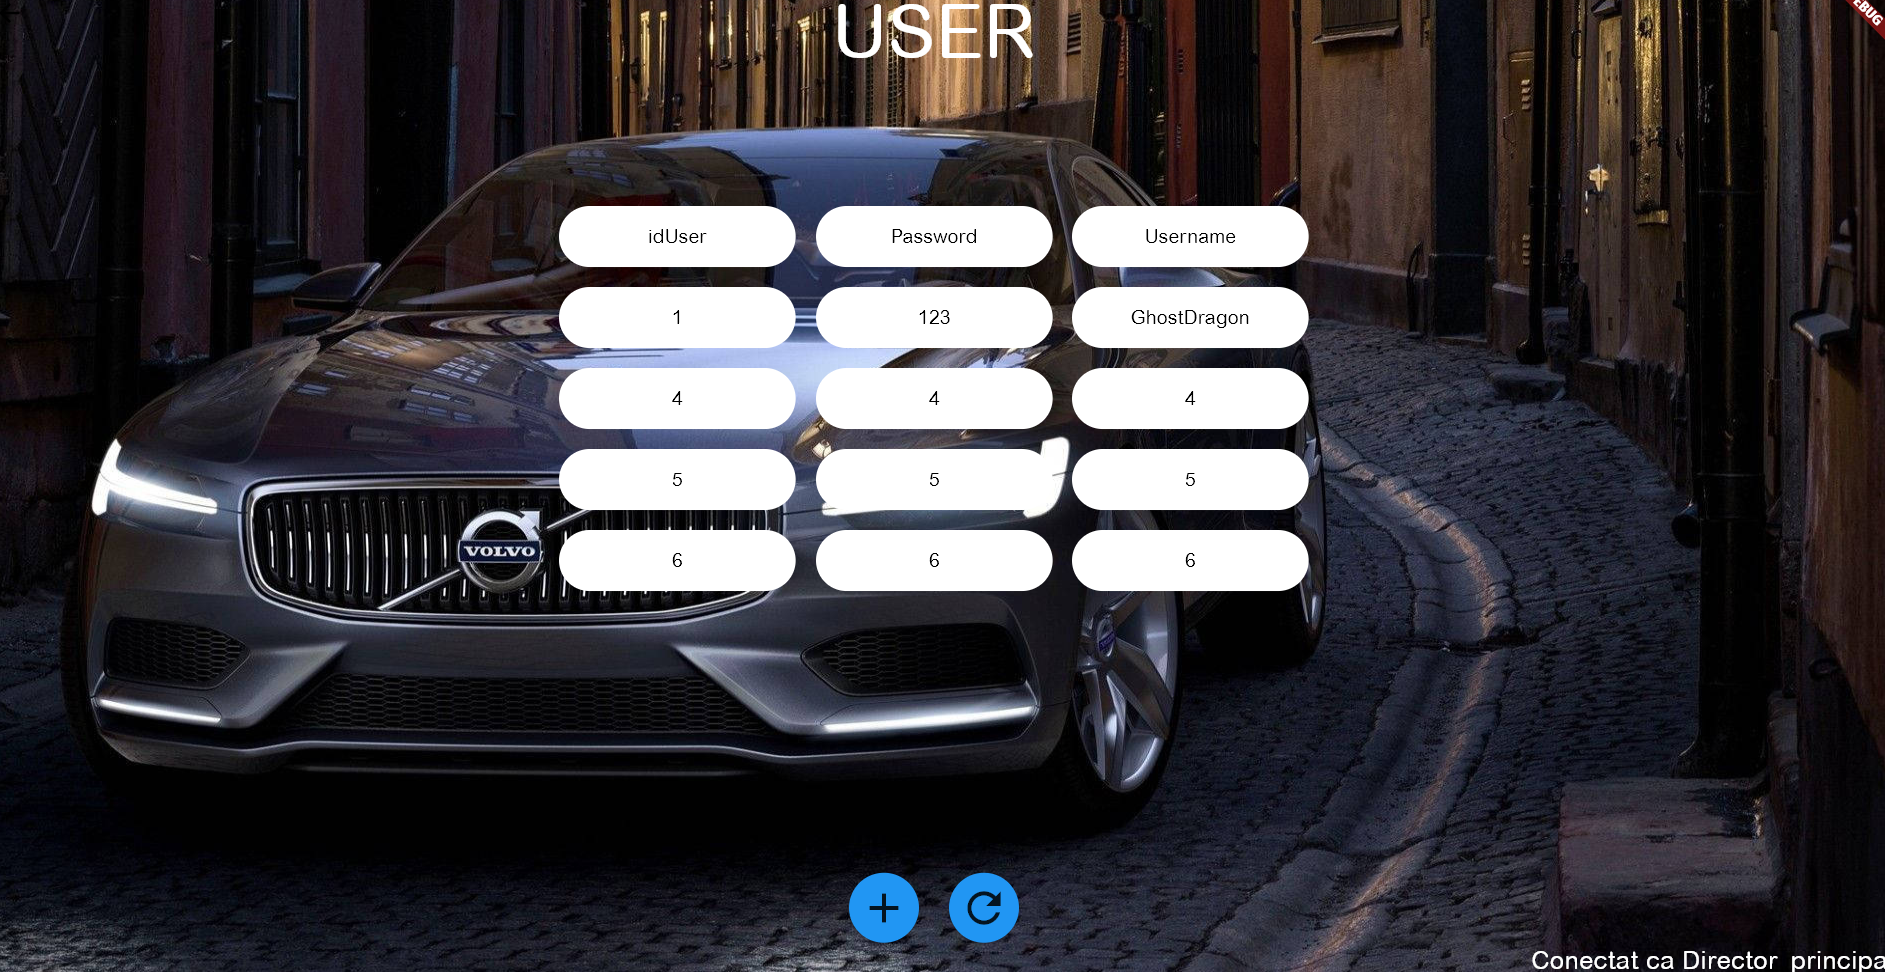 USER
EBUG
idUser Password Username
1 123 GhostDragon
4 4 4
5 5 5
6 6 6
VOLVO
Conectat ca Director principa